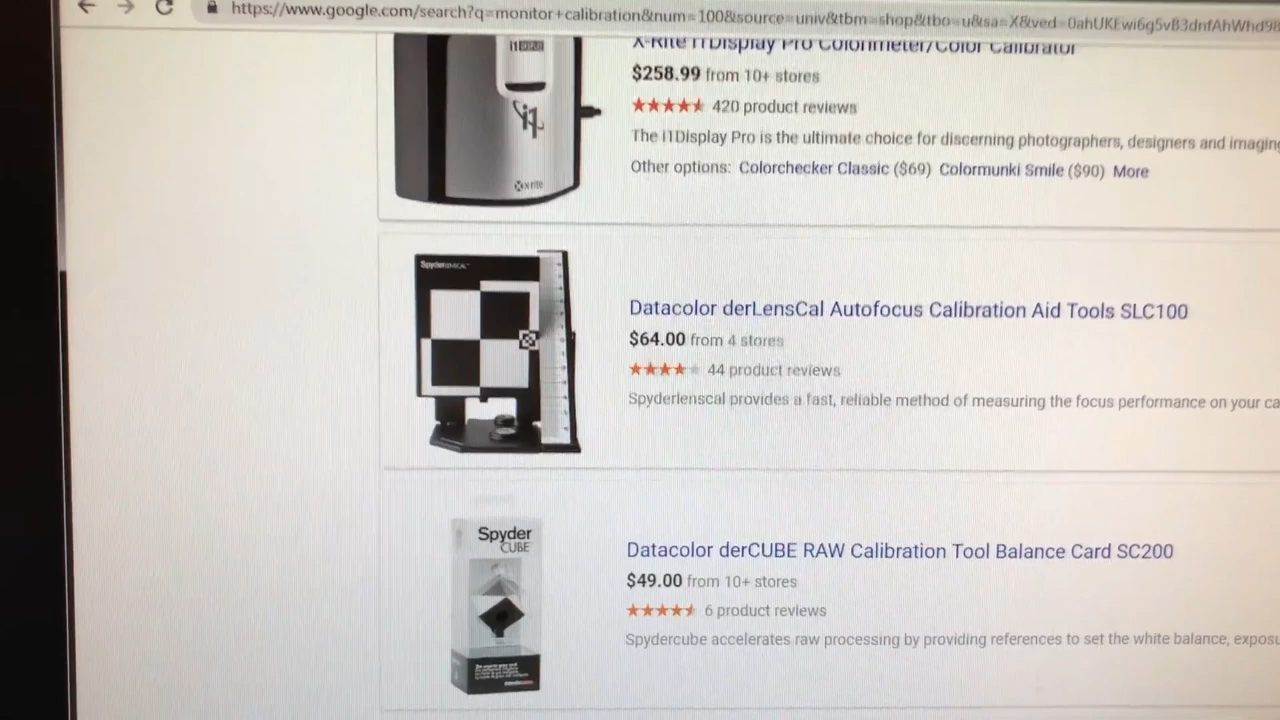 https://www.google.com/search?q=monitor+calibration&num=100&source=univ&tbm=shop&tbo=u&sa=X&ved=
X-Rite i1Display Pro Colorimeter/Color Calibrator
$258.99 from 10+ stores
420 product reviews
The i1Display Pro is the ultimate choice for discerning photographers, designers and imaging
Other options: Colorchecker Classic ($69) Colormunki Smile ($90) More
i1
x·rite
Spyder
Datacolor derLensCal Autofocus Calibration Aid Tools SLC100
$64.00 from 4 stores
44 product reviews
Spyderlenscal provides a fast, reliable method of measuring the focus performance on your ca
Spyder
CUBE
Datacolor derCUBE RAW Calibration Tool Balance Card SC200
$49.00 from 10+ stores
6 product reviews
Spydercube accelerates raw processing by providing references to set the white balance, expos